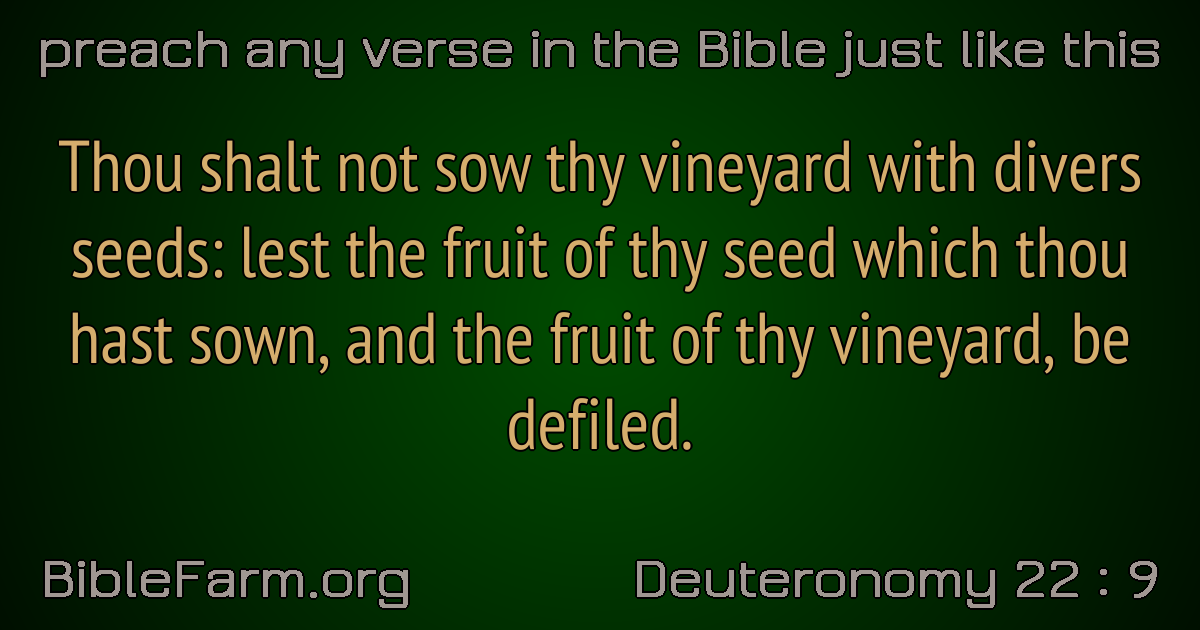 preach any verse in the Bible just like this
Thou shalt not sow thy vineyard with divers
seeds: lest the fruit of thy seed which thou
hast sown, and the fruit of thy vineyard, be
defiled.
BibleFarm.org
Deuteronomy 22 : 9